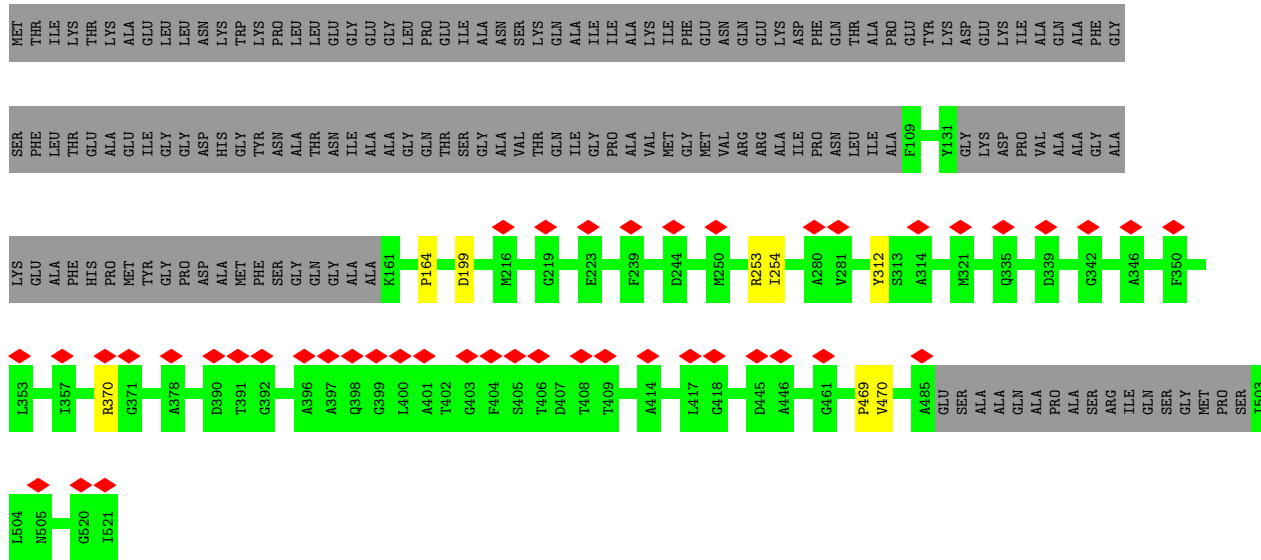 MET THR ILE LYS THR LYS ALA GLU LEU LEU ASN LYS TRP LYS PRO LEU LEU GLU GLY GLU GLY LEU PRO GLU ILE ALA ASN SER LYS GLN ALA ILE ILE ALA LYS ILE PHE GLU ASN GLN GLU LYS ASP PHE GLN THR ALA PRO GLU TYR LYS ASP GLU LYS ILE ALA GLN ALA PHE GLY
SER PHE LEU THR GLU ALA GLU ILE GLY GLY ASP HIS GLY TYR ASN ALA THR ASN ILE ALA ALA GLY GLN THR SER GLY ALA VAL THR GLN ILE GLY PRO ALA VAL MET GLY MET VAL ARG ARG ALA ILE PRO ASN LEU ILE ALA F109 Y131 GLY LYS ASP PRO VAL ALA ALA GLY ALA
LYS GLU ALA PHE HIS PRO MET TYR GLY PRO ASP ALA MET PHE SER GLY GLN GLY ALA ALA K161 P164 D199 M216 G219 E223 F239 D244 M250 R253 I254 A280 V281 Y312 S313 A314 M321 Q335 D339 G342 A346 F350
L353 I357 R370 G371 A378 D390 T391 G392 A396 A397 Q398 G399 L400 A401 T402 G403 F404 S405 T406 D407 T408 T409 A414 L417 G418 D445 A446 G461 P469 V470 A485 GLU SER ALA ALA GLN ALA PRO ALA SER ARG ILE GLN SER GLY MET PRO SER I503
L504 N505 G520 I521